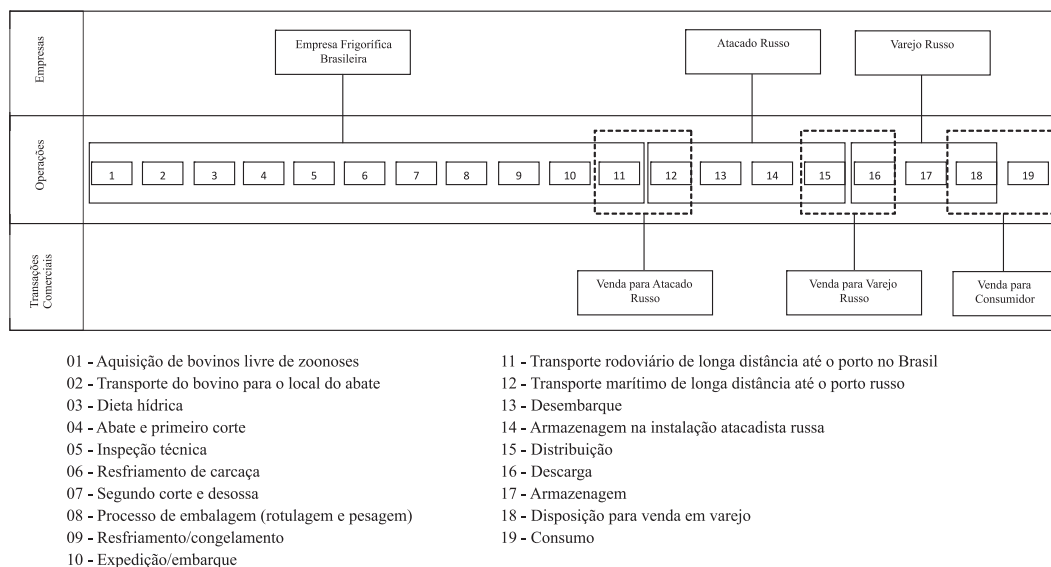 Empresas
Empresa Frigorífica
Brasileira
Atacado Russo
Varejo Russo
Operações
1 2 3 4 5 6 7 8 9 10 11 12 13 14 15 16 17 18 19
Transações
Comerciais
Venda para Atacado
Russo
Venda para Varejo
Russo
Venda para
Consumidor
01 - Aquisição de bovinos livre de zoonoses
02 - Transporte do bovino para o local do abate
03 - Dieta hídrica
04 - Abate e primeiro corte
05 - Inspeção técnica
06 - Resfriamento de carcaça
07 - Segundo corte e desossa
08 - Processo de embalagem (rotulagem e pesagem)
09 - Resfriamento/congelamento
10 - Expedição/embarque
11 - Transporte rodoviário de longa distância até o porto no Brasil
12 - Transporte marítimo de longa distância até o porto russo
13 - Desembarque
14 - Armazenagem na instalação atacadista russa
15 - Distribuição
16 - Descarga
17 - Armazenagem
18 - Disposição para venda em varejo
19 - Consumo